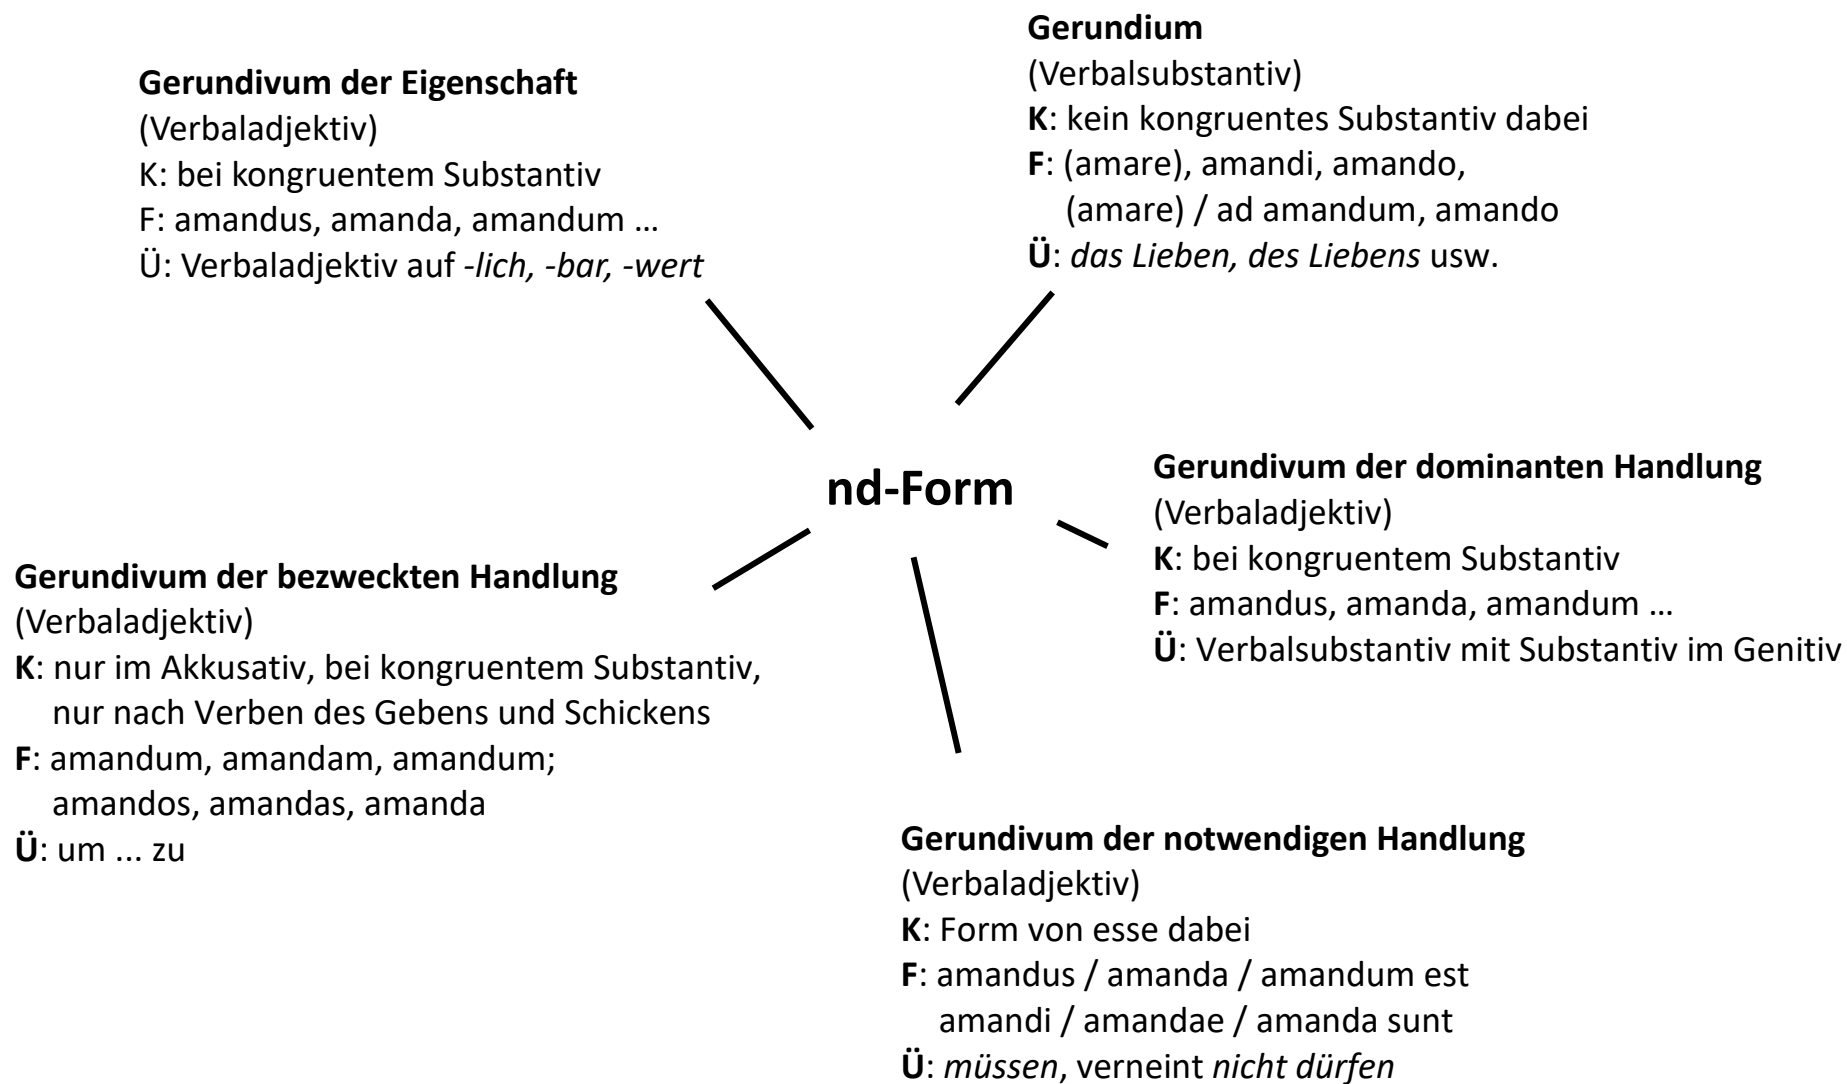 Gerundivum der Eigenschaft
(Verbaladjektiv)
K: bei kongruentem Substantiv
F: amandus, amanda, amandum …
Ü: Verbaladjektiv auf -lich, -bar, -wert
Gerundium
(Verbalsubstantiv)
K: kein kongruentes Substantiv dabei
F: (amare), amandi, amando,
(amare) / ad amandum, amando
Ü: das Lieben, des Liebens usw.
nd-Form
Gerundivum der dominanten Handlung
(Verbaladjektiv)
K: bei kongruentem Substantiv
F: amandus, amanda, amandum …
Ü: Verbalsubstantiv mit Substantiv im Genitiv
Gerundivum der bezweckten Handlung
(Verbaladjektiv)
K: nur im Akkusativ, bei kongruentem Substantiv,
nur nach Verben des Gebens und Schickens
F: amandum, amandam, amandum;
amandos, amandas, amanda
Ü: um ... zu
Gerundivum der notwendigen Handlung
(Verbaladjektiv)
K: Form von esse dabei
F: amandus / amanda / amandum est
amandi / amandae / amanda sunt
Ü: müssen, verneint nicht dürfen